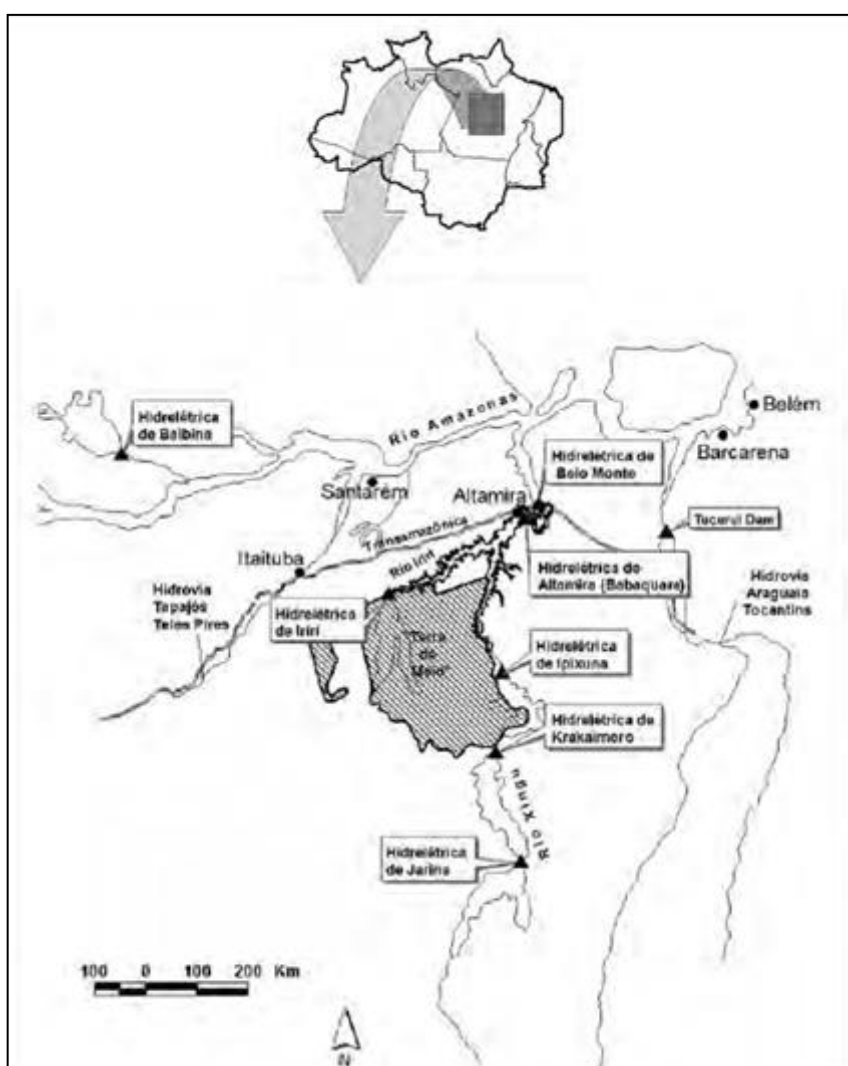 Hidrelétrica
de Balbina
Rio Amazonas
Belém
Barcarena
Hidrelétrica de
Belo Monte
Santarém
Altamira
Tucuruí Dam
Transamazônica
Itaituba
Rio Iriri
Hidrelétrica de
Altamira (Babaquara)
Hidrovia
Araguaia
Tocantins
Hidrovia
Tapajós
Teles Pires
Hidrelétrica
de Iriri
"Terra
do
Meio"
Hidrelétrica
de Ipixuna
Hidrelétrica de
Krakaimoro
Rio Xingu
Hidrelétrica
de Jarina
100 0 100 200 Km
N